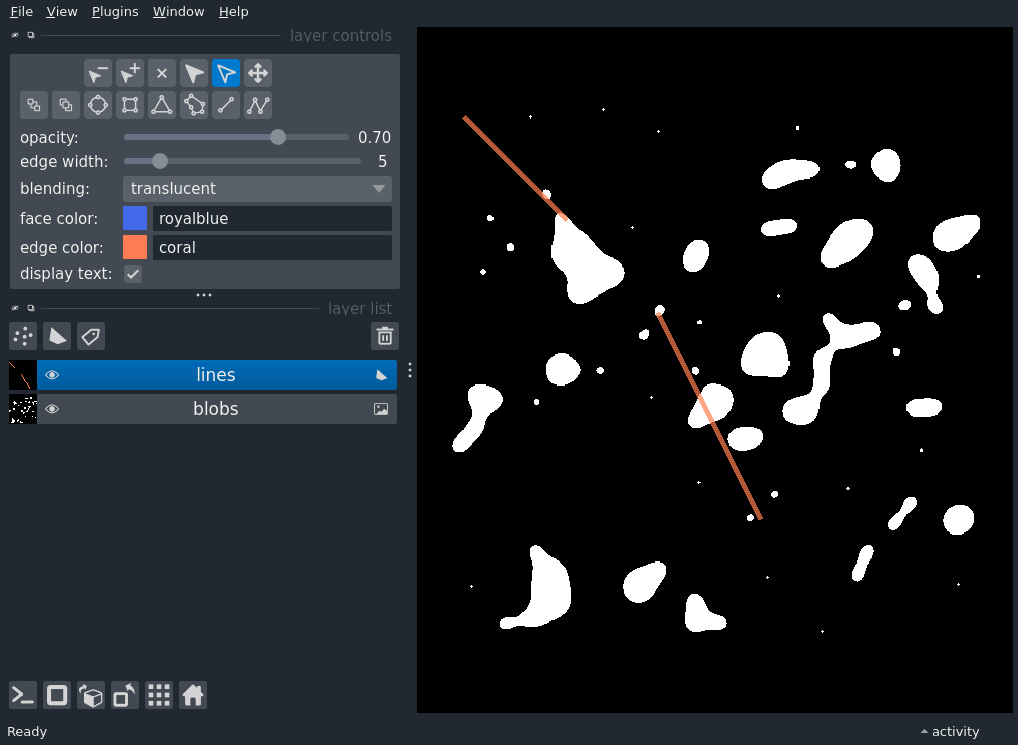 File View Plugins Window Help
layer controls
opacity: 0.70
edge width: 5
blending: translucent
face color: royalblue
edge color: coral
display text:
layer list
lines
blobs
Ready
activity